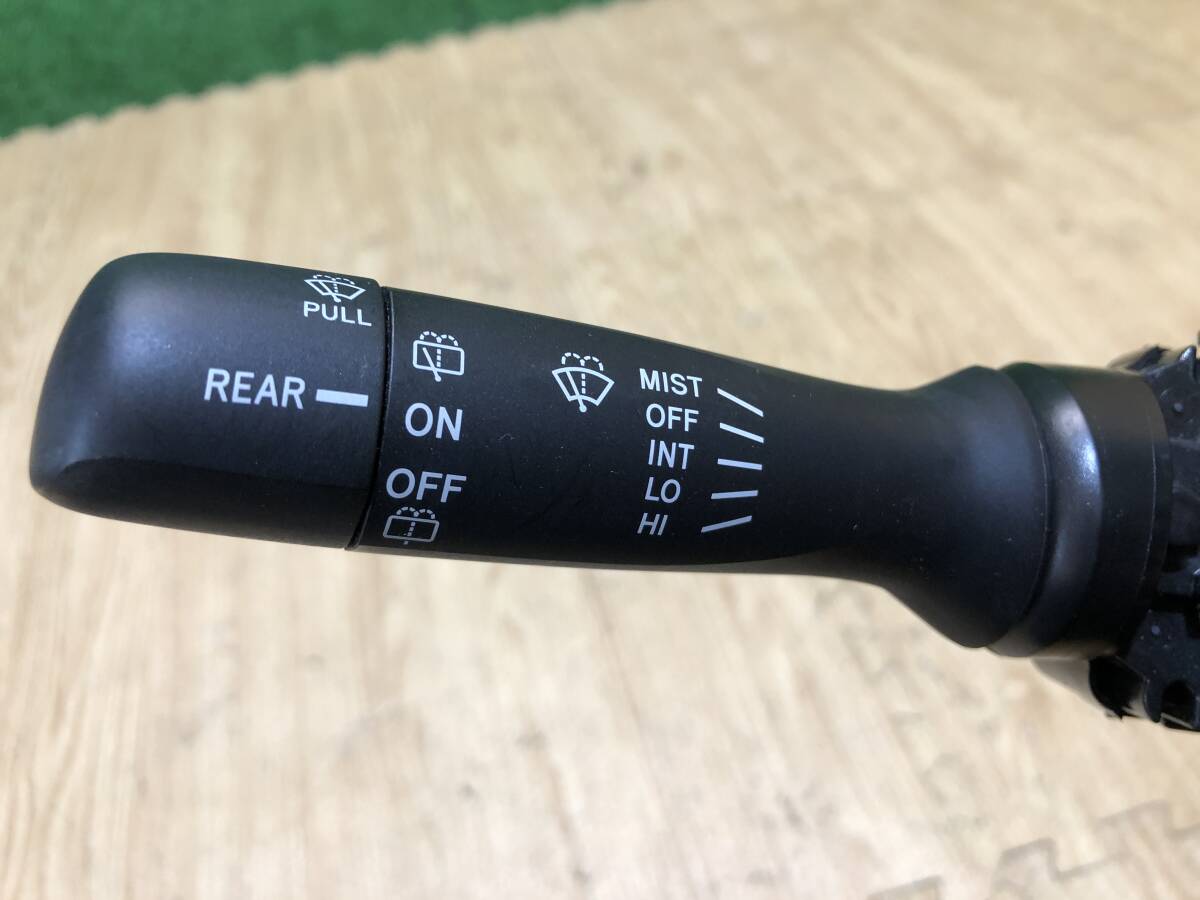 PULL
REAR
ON
OFF
MIST
OFF
INT
LO
HI